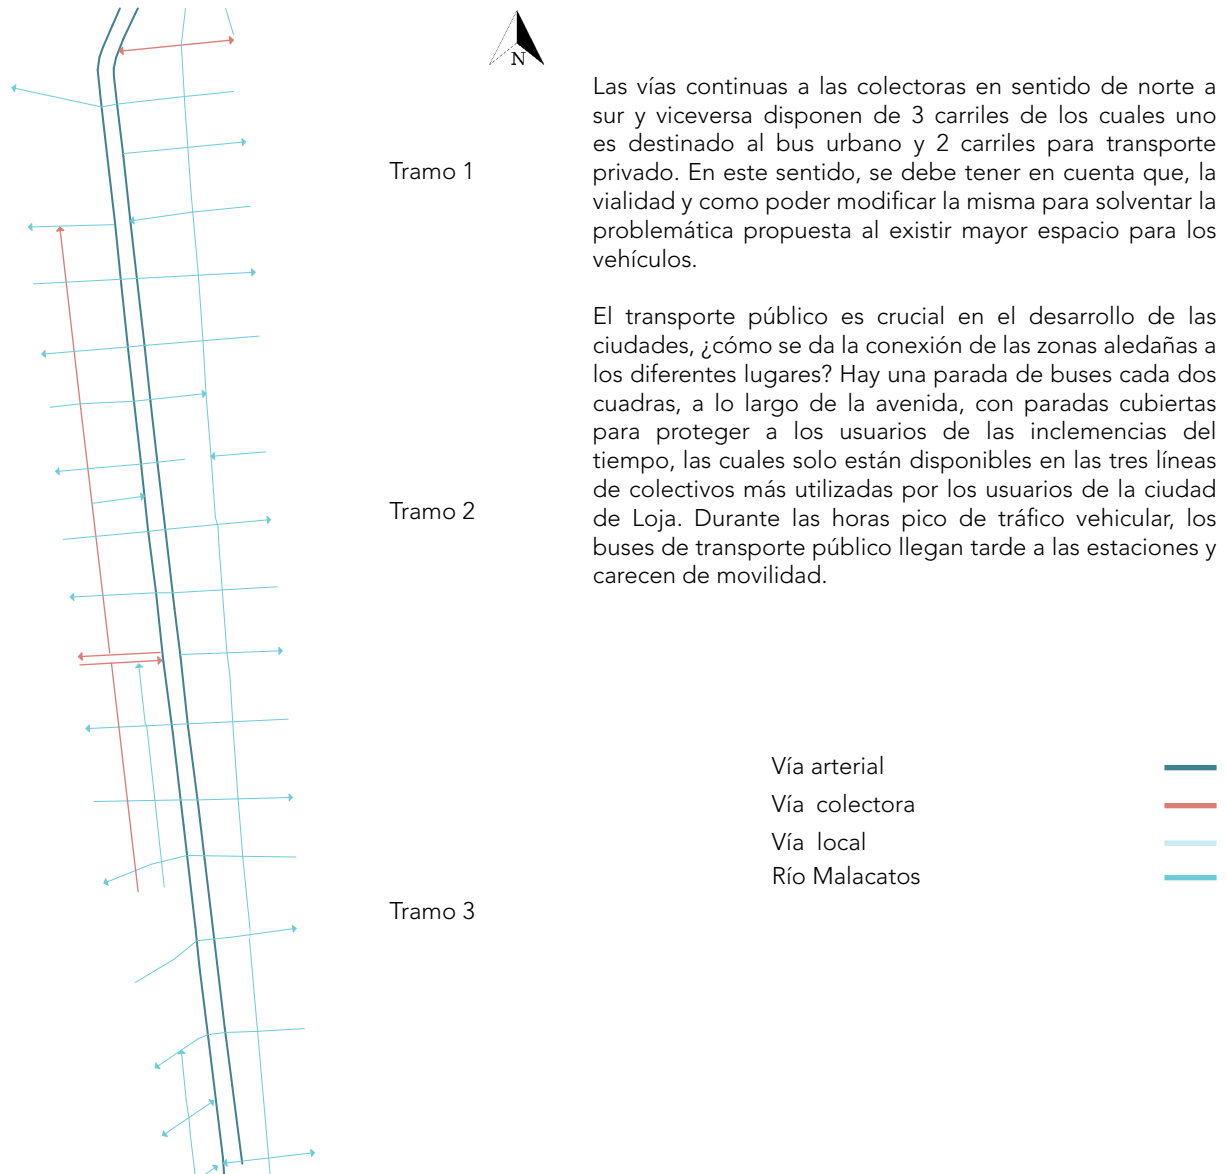 N
Tramo 1
Tramo 2
Tramo 3
Las vías continuas a las colectoras en sentido de norte a
sur y viceversa disponen de 3 carriles de los cuales uno
es destinado al bus urbano y 2 carriles para transporte
privado. En este sentido, se debe tener en cuenta que, la
vialidad y como poder modificar la misma para solventar la
problemática propuesta al existir mayor espacio para los
vehículos.
El transporte público es crucial en el desarrollo de las
ciudades, ¿cómo se da la conexión de las zonas aledañas a
los diferentes lugares? Hay una parada de buses cada dos
cuadras, a lo largo de la avenida, con paradas cubiertas
para proteger a los usuarios de las inclemencias del
tiempo, las cuales solo están disponibles en las tres líneas
de colectivos más utilizadas por los usuarios de la ciudad
de Loja. Durante las horas pico de tráfico vehicular, los
buses de transporte público llegan tarde a las estaciones y
carecen de movilidad.
Vía arterial
Vía colectora
Vía local
Río Malacatos